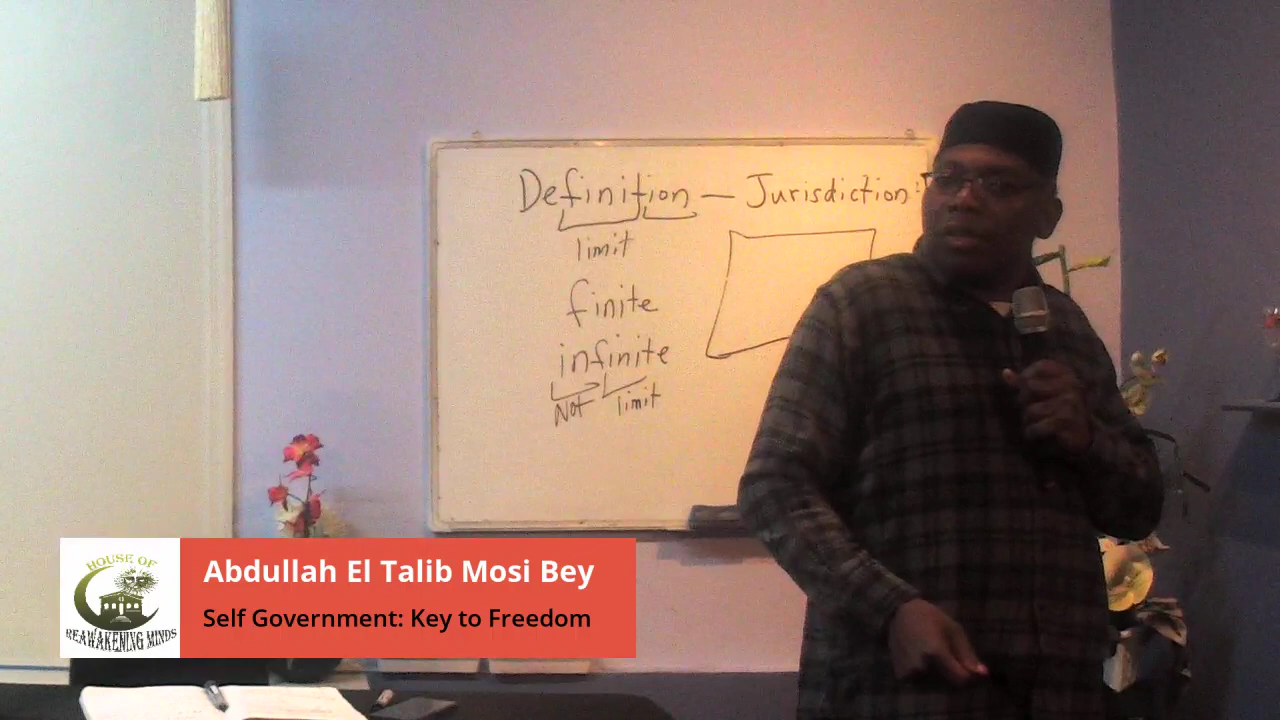 Definition — Jurisdiction:
limit
finite
infinite
Not limit
HOUSE OF
REAWAKENING MINDS
Abdullah El Talib Mosi Bey
Self Government: Key to Freedom